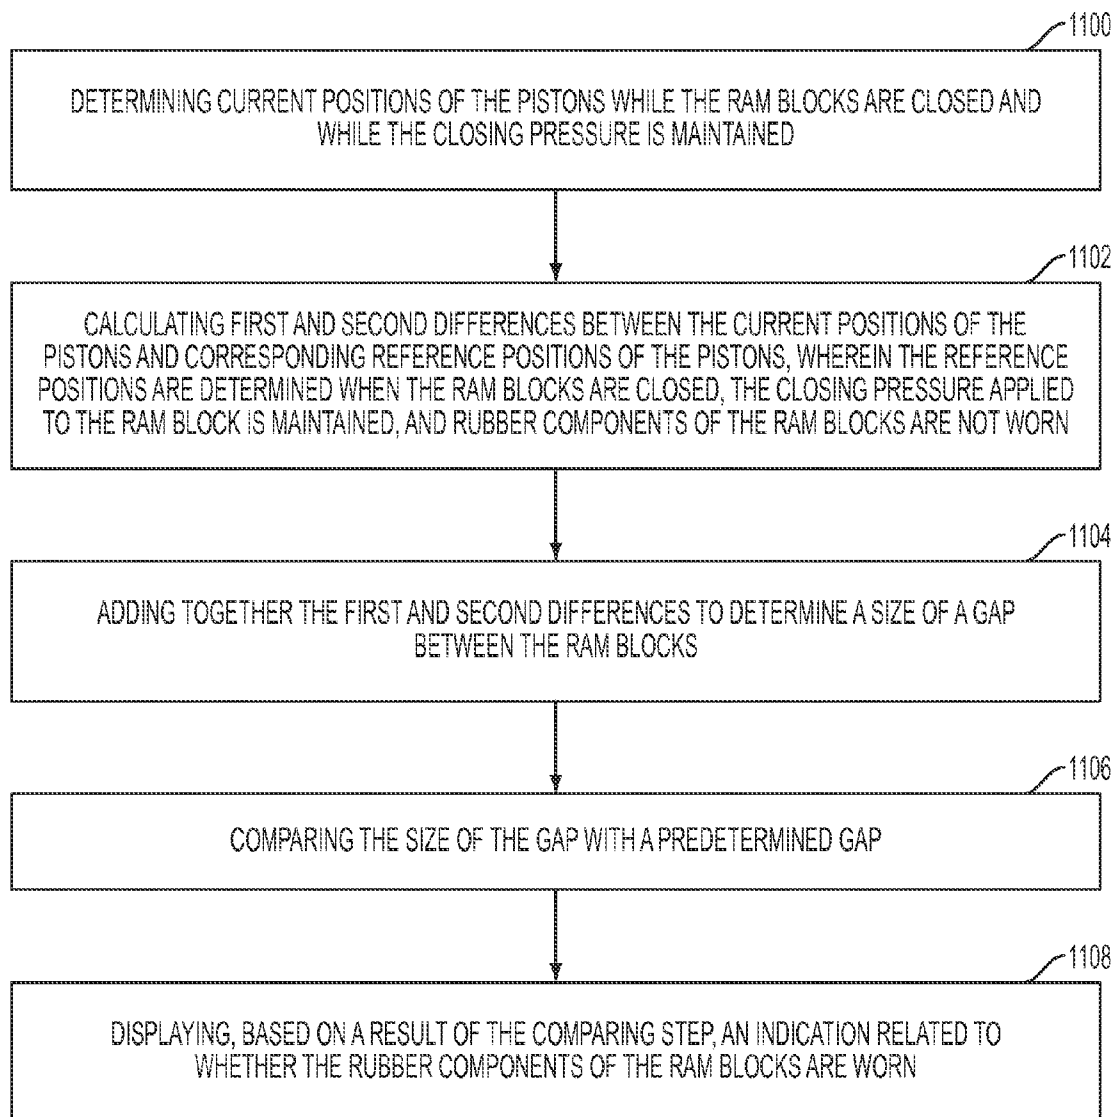 1100
DETERMINING CURRENT POSITIONS OF THE PISTONS WHILE THE RAM BLOCKS ARE CLOSED AND
WHILE THE CLOSING PRESSURE IS MAINTAINED
1102
CALCULATING FIRST AND SECOND DIFFERENCES BETWEEN THE CURRENT POSITIONS OF THE
PISTONS AND CORRESPONDING REFERENCE POSITIONS OF THE PISTONS, WHEREIN THE REFERENCE
POSITIONS ARE DETERMINED WHEN THE RAM BLOCKS ARE CLOSED, THE CLOSING PRESSURE APPLIED
TO THE RAM BLOCK IS MAINTAINED, AND RUBBER COMPONENTS OF THE RAM BLOCKS ARE NOT WORN
1104
ADDING TOGETHER THE FIRST AND SECOND DIFFERENCES TO DETERMINE A SIZE OF A GAP
BETWEEN THE RAM BLOCKS
1106
COMPARING THE SIZE OF THE GAP WITH A PREDETERMINED GAP
1108
DISPLAYING, BASED ON A RESULT OF THE COMPARING STEP, AN INDICATION RELATED TO
WHETHER THE RUBBER COMPONENTS OF THE RAM BLOCKS ARE WORN